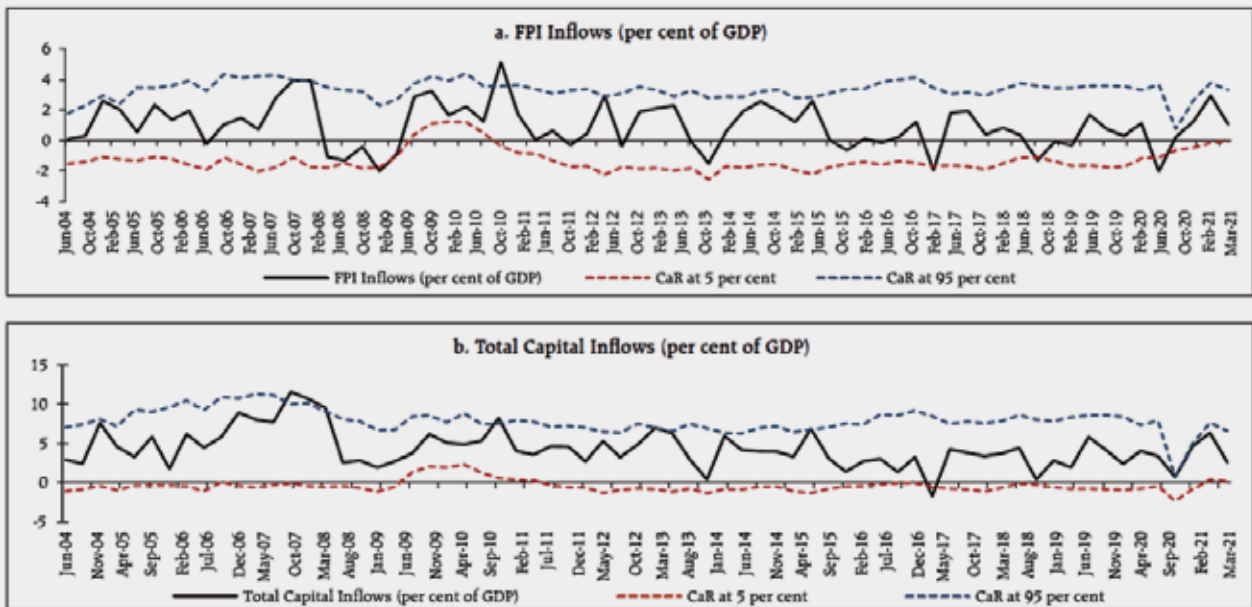 a. FPI Inflows (per cent of GDP)
6
4
2
0
-2
-4
Jun-04
Oct-04
Feb-05
Jun-05
Oct-05
Feb-06
Jun-06
Oct-06
Feb-07
Jun-07
Oct-07
Feb-08
Jun-08
Oct-08
Feb-09
Jun-09
Oct-09
Feb-10
Jun-10
Oct-10
Feb-11
Jun-11
Oct-11
Feb-12
Jun-12
Oct-12
Feb-13
Jun-13
Oct-13
Feb-14
Jun-14
Oct-14
Feb-15
Jun-15
Oct-15
Feb-16
Jun-16
Oct-16
Feb-17
Jun-17
Oct-17
Feb-18
Jun-18
Oct-18
Feb-19
Jun-19
Oct-19
Feb-20
Jun-20
Oct-20
Feb-21
Mar-21
FPI Inflows (per cent of GDP) CaR at 5 per cent CaR at 95 per cent
b. Total Capital Inflows (per cent of GDP)
15
10
5
0
-5
Jun-04
Nov-04
Apr-05
Sep-05
Feb-06
Jul-06
Dec-06
May-07
Oct-07
Mar-08
Aug-08
Jan-09
Jun-09
Nov-09
Apr-10
Sep-10
Feb-11
Jul-11
Dec-11
May-12
Oct-12
Mar-13
Aug-13
Jan-14
Jun-14
Nov-14
Apr-15
Sep-15
Feb-16
Jul-16
Dec-16
May-17
Oct-17
Mar-18
Aug-18
Jan-19
Jun-19
Nov-19
Apr-20
Sep-20
Feb-21
Mar-21
Total Capital Inflows (per cent of GDP) CaR at 5 per cent CaR at 95 per cent